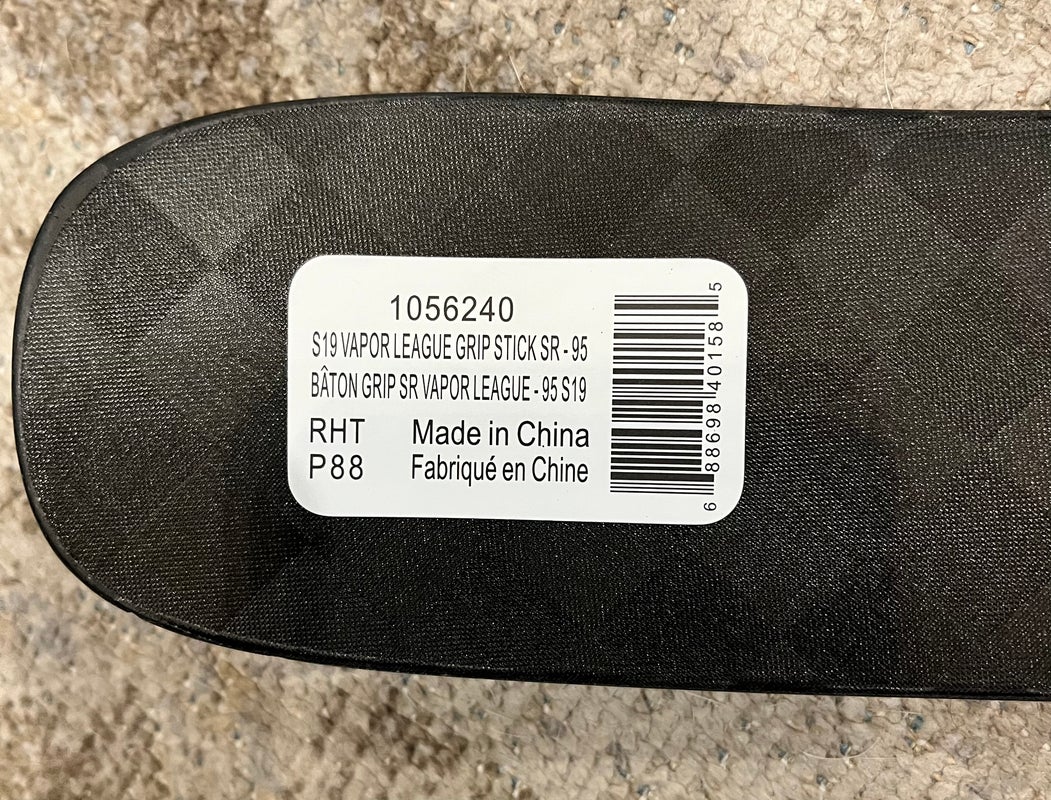 1056240
S19 VAPOR LEAGUE GRIP STICK SR - 95
BÂTON GRIP SR VAPOR LEAGUE - 95 S19
RHT Made in China
P88 Fabriqué en Chine
6 88698 40158 5